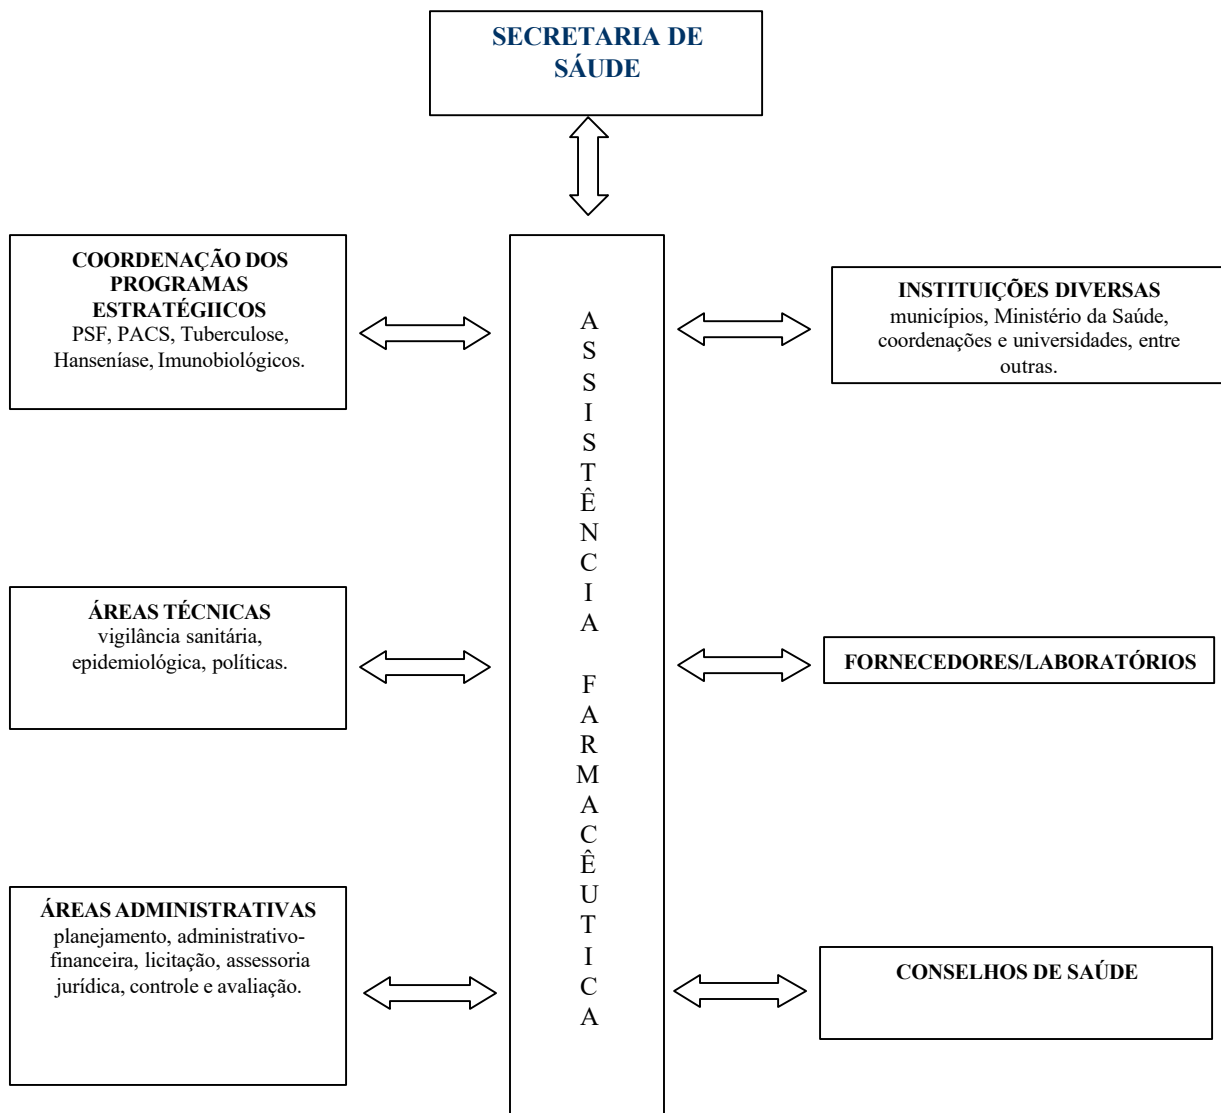 SECRETARIA DE
SÁUDE
COORDENAÇÃO DOS
PROGRAMAS
ESTRATÉGIICOS
PSF, PACS, Tuberculose,
Hanseníase, Imunobiológicos.
ÁREAS TÉCNICAS
vigilância sanitária,
epidemiológica, políticas.
ÁREAS ADMINISTRATIVAS
planejamento, administrativo-
financeira, licitação, assessoria
jurídica, controle e avaliação.
A
S
S
I
S
T
Ê
N
C
I
A
F
A
R
M
A
C
Ê
U
T
I
C
A
INSTITUIÇÕES DIVERSAS
municípios, Ministério da Saúde,
coordenações e universidades, entre
outras.
FORNECEDORES/LABORATÓRIOS
CONSELHOS DE SAÚDE